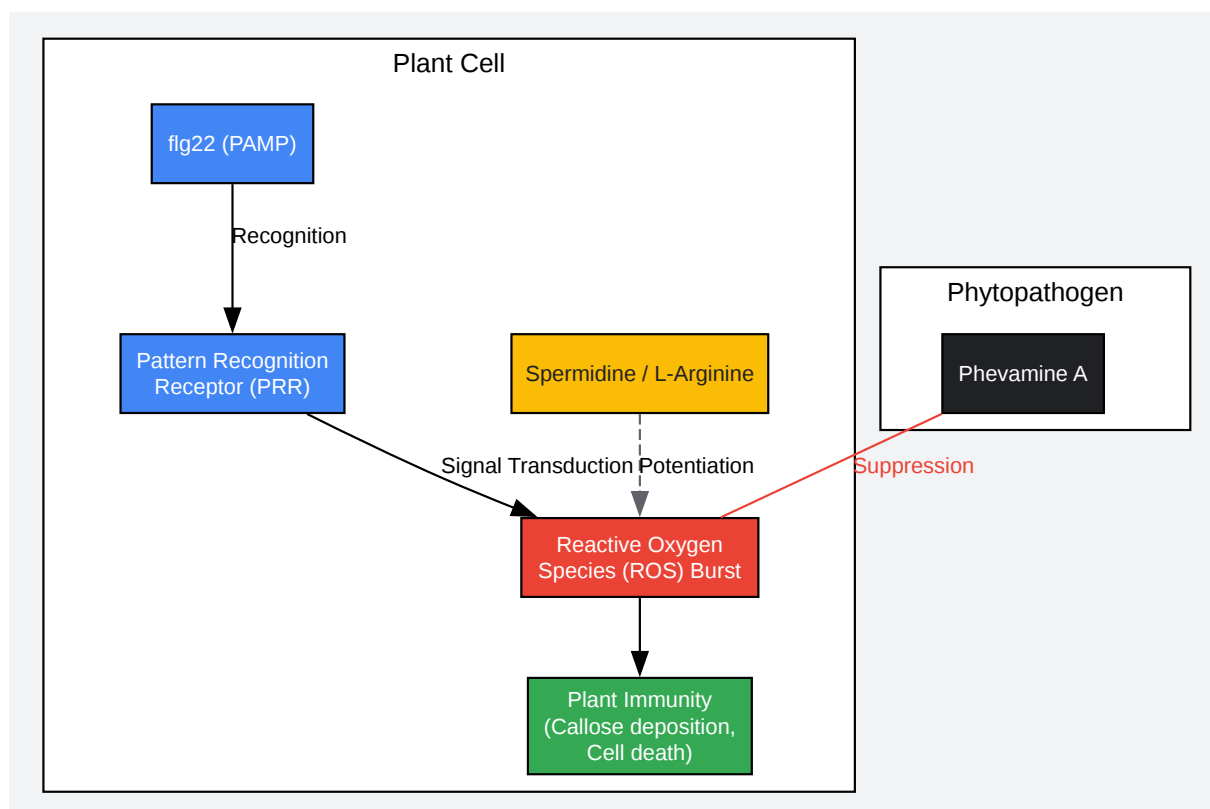 Plant Cell
flg22 (PAMP)
Recognition
Phytopathogen
Pattern Recognition
Receptor (PRR)
Spermidine / L-Arginine
Phevamine A
Signal Transduction
Potentiation
Suppression
Reactive Oxygen
Species (ROS) Burst
Plant Immunity
(Callose deposition,
Cell death)